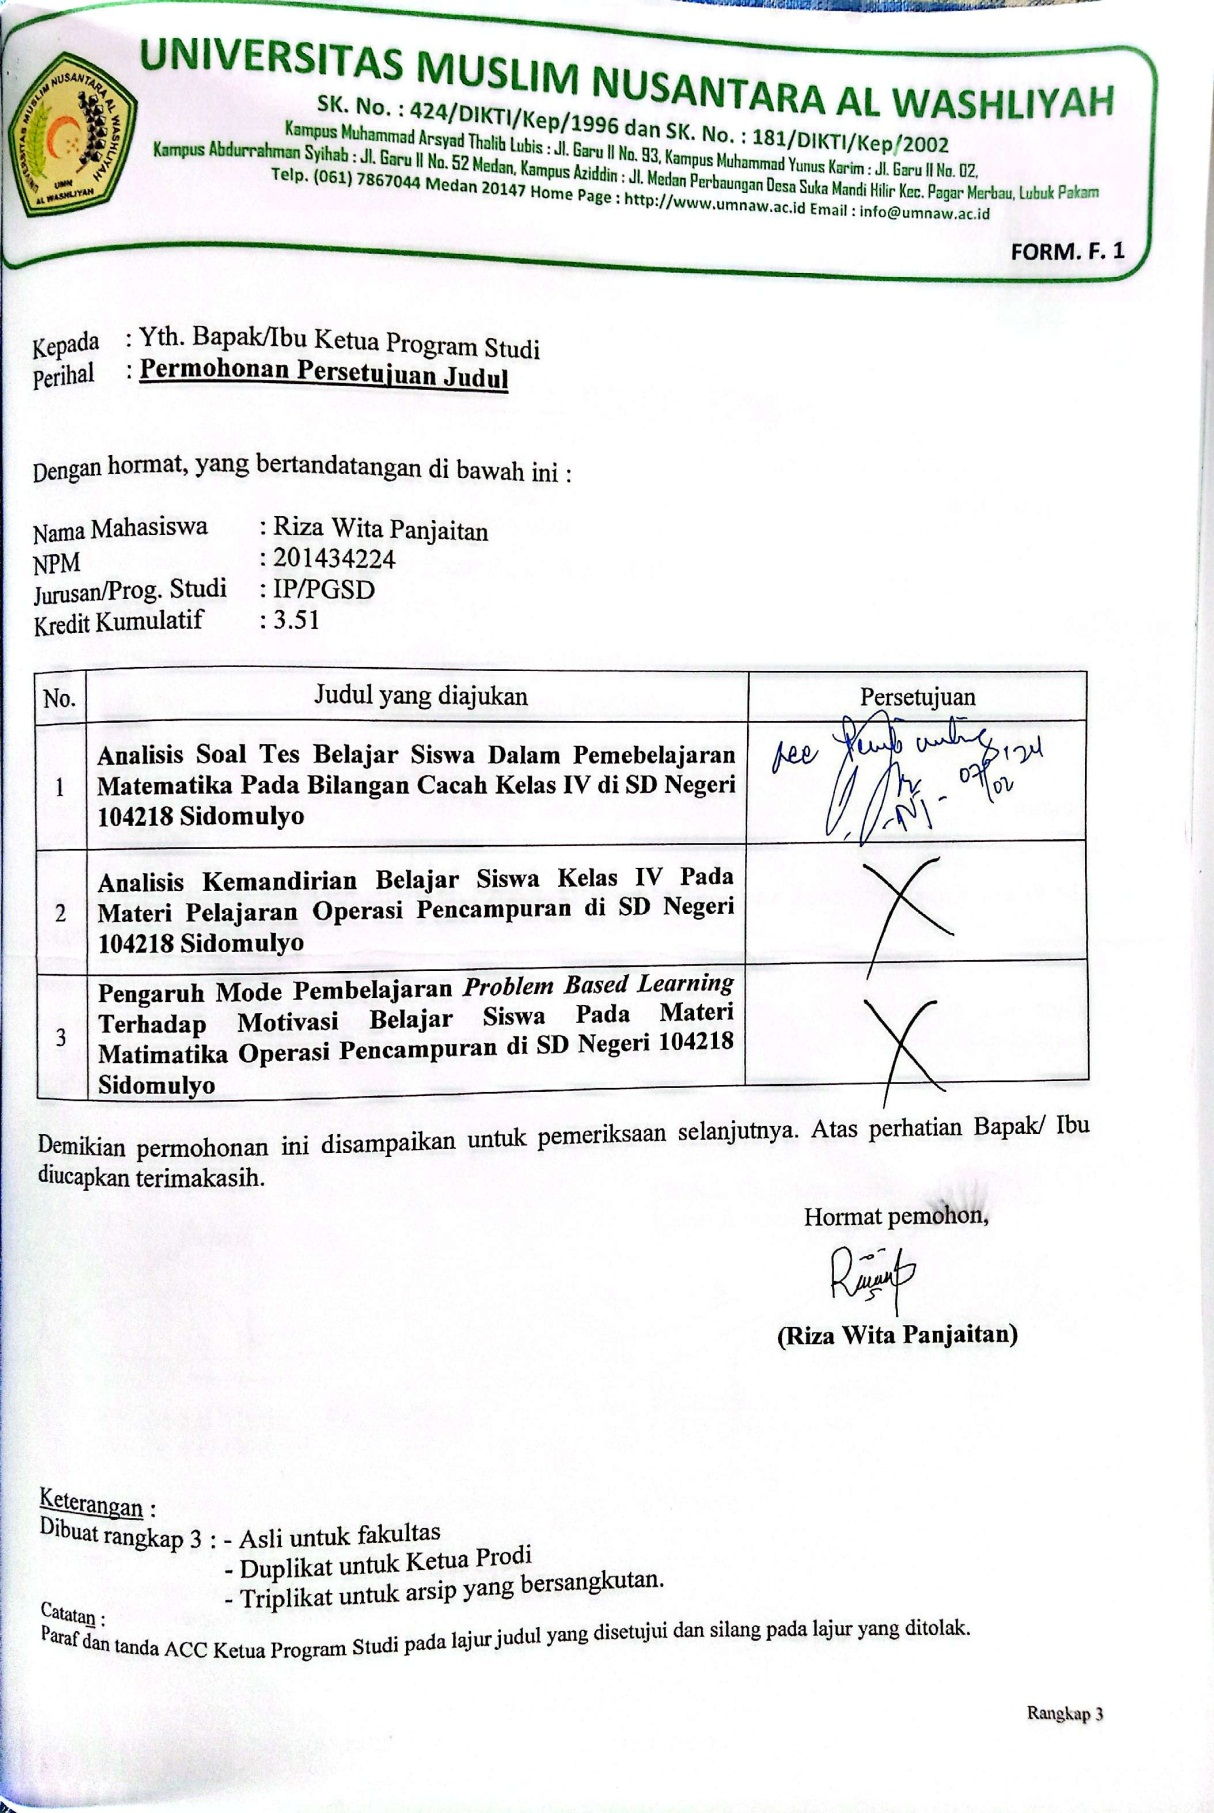 UNIVERSITAS MUSLIM NUSANTARA AL WASHLIYAH
SK. No. : 424/DIKTI/Kep/1996 dan SK. No. : 181/DIKTI/Kep/2002
Kampus Muhammad Arsyad Thalib Lubis : Jl. Garu II No. 93, Kampus Muhammad Yunus Karim : Jl. Garu II No. 02,
Kampus Abdurrahman Syihab : Jl. Garu II No. 52 Medan, Kampus Aziddin : Jl. Medan Perbaungan Desa Suka Mandi Hilir Kec. Pagar Merbau, Lubuk Pakam
Telp. (061) 7867044 Medan 20147 Home Page : http://www.umnaw.ac.id Email : info@umnaw.ac.id
UNIVERSITAS MUSLIM NUSANTARA AL WASHLIYAH
UMN
AL WASHLIYAH
FORM. F. 1
Kepada : Yth. Bapak/Ibu Ketua Program Studi
Perihal : Permohonan Persetujuan Judul
Dengan hormat, yang bertandatangan di bawah ini :
Nama Mahasiswa : Riza Wita Panjaitan
NPM : 201434224
Jurusan/Prog. Studi : IP/PGSD
Kredit Kumulatif : 3.51
No. Judul yang diajukan Persetujuan
1 Analisis Soal Tes Belajar Siswa Dalam Pemebelajaran
Matematika Pada Bilangan Cacah Kelas IV di SD Negeri
104218 Sidomulyo
Acc
2 Analisis Kemandirian Belajar Siswa Kelas IV Pada
Materi Pelajaran Operasi Pencampuran di SD Negeri
104218 Sidomulyo
3 Pengaruh Mode Pembelajaran Problem Based Learning
Terhadap Motivasi Belajar Siswa Pada Materi
Matimatika Operasi Pencampuran di SD Negeri 104218
Sidomulyo
Demikian permohonan ini disampaikan untuk pemeriksaan selanjutnya. Atas perhatian Bapak/ Ibu
diucapkan terimakasih.
Hormat pemohon,
(Riza Wita Panjaitan)
Keterangan :
Dibuat rangkap 3 : - Asli untuk fakultas
- Duplikat untuk Ketua Prodi
- Triplikat untuk arsip yang bersangkutan.
Catatan :
Paraf dan tanda ACC Ketua Program Studi pada lajur judul yang disetujui dan silang pada lajur yang ditolak.
Rangkap 3